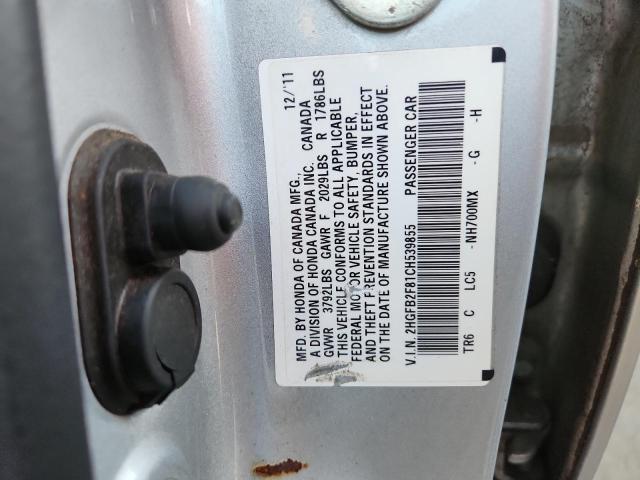 MFD. BY HONDA OF CANADA MFG., 12/'11
A DIVISION OF HONDA CANADA INC. CANADA
GVWR 3792LBS GAWR F 2029LBS R 1786LBS
THIS VEHICLE CONFORMS TO ALL APPLICABLE
FEDERAL MOTOR VEHICLE SAFETY, BUMPER,
AND THEFT PREVENTION STANDARDS IN EFFECT
ON THE DATE OF MANUFACTURE SHOWN ABOVE.
V.I.N. 2HGFB2F81CH539855 PASSENGER CAR
TR6 C LC5 -NH700MX -G -H